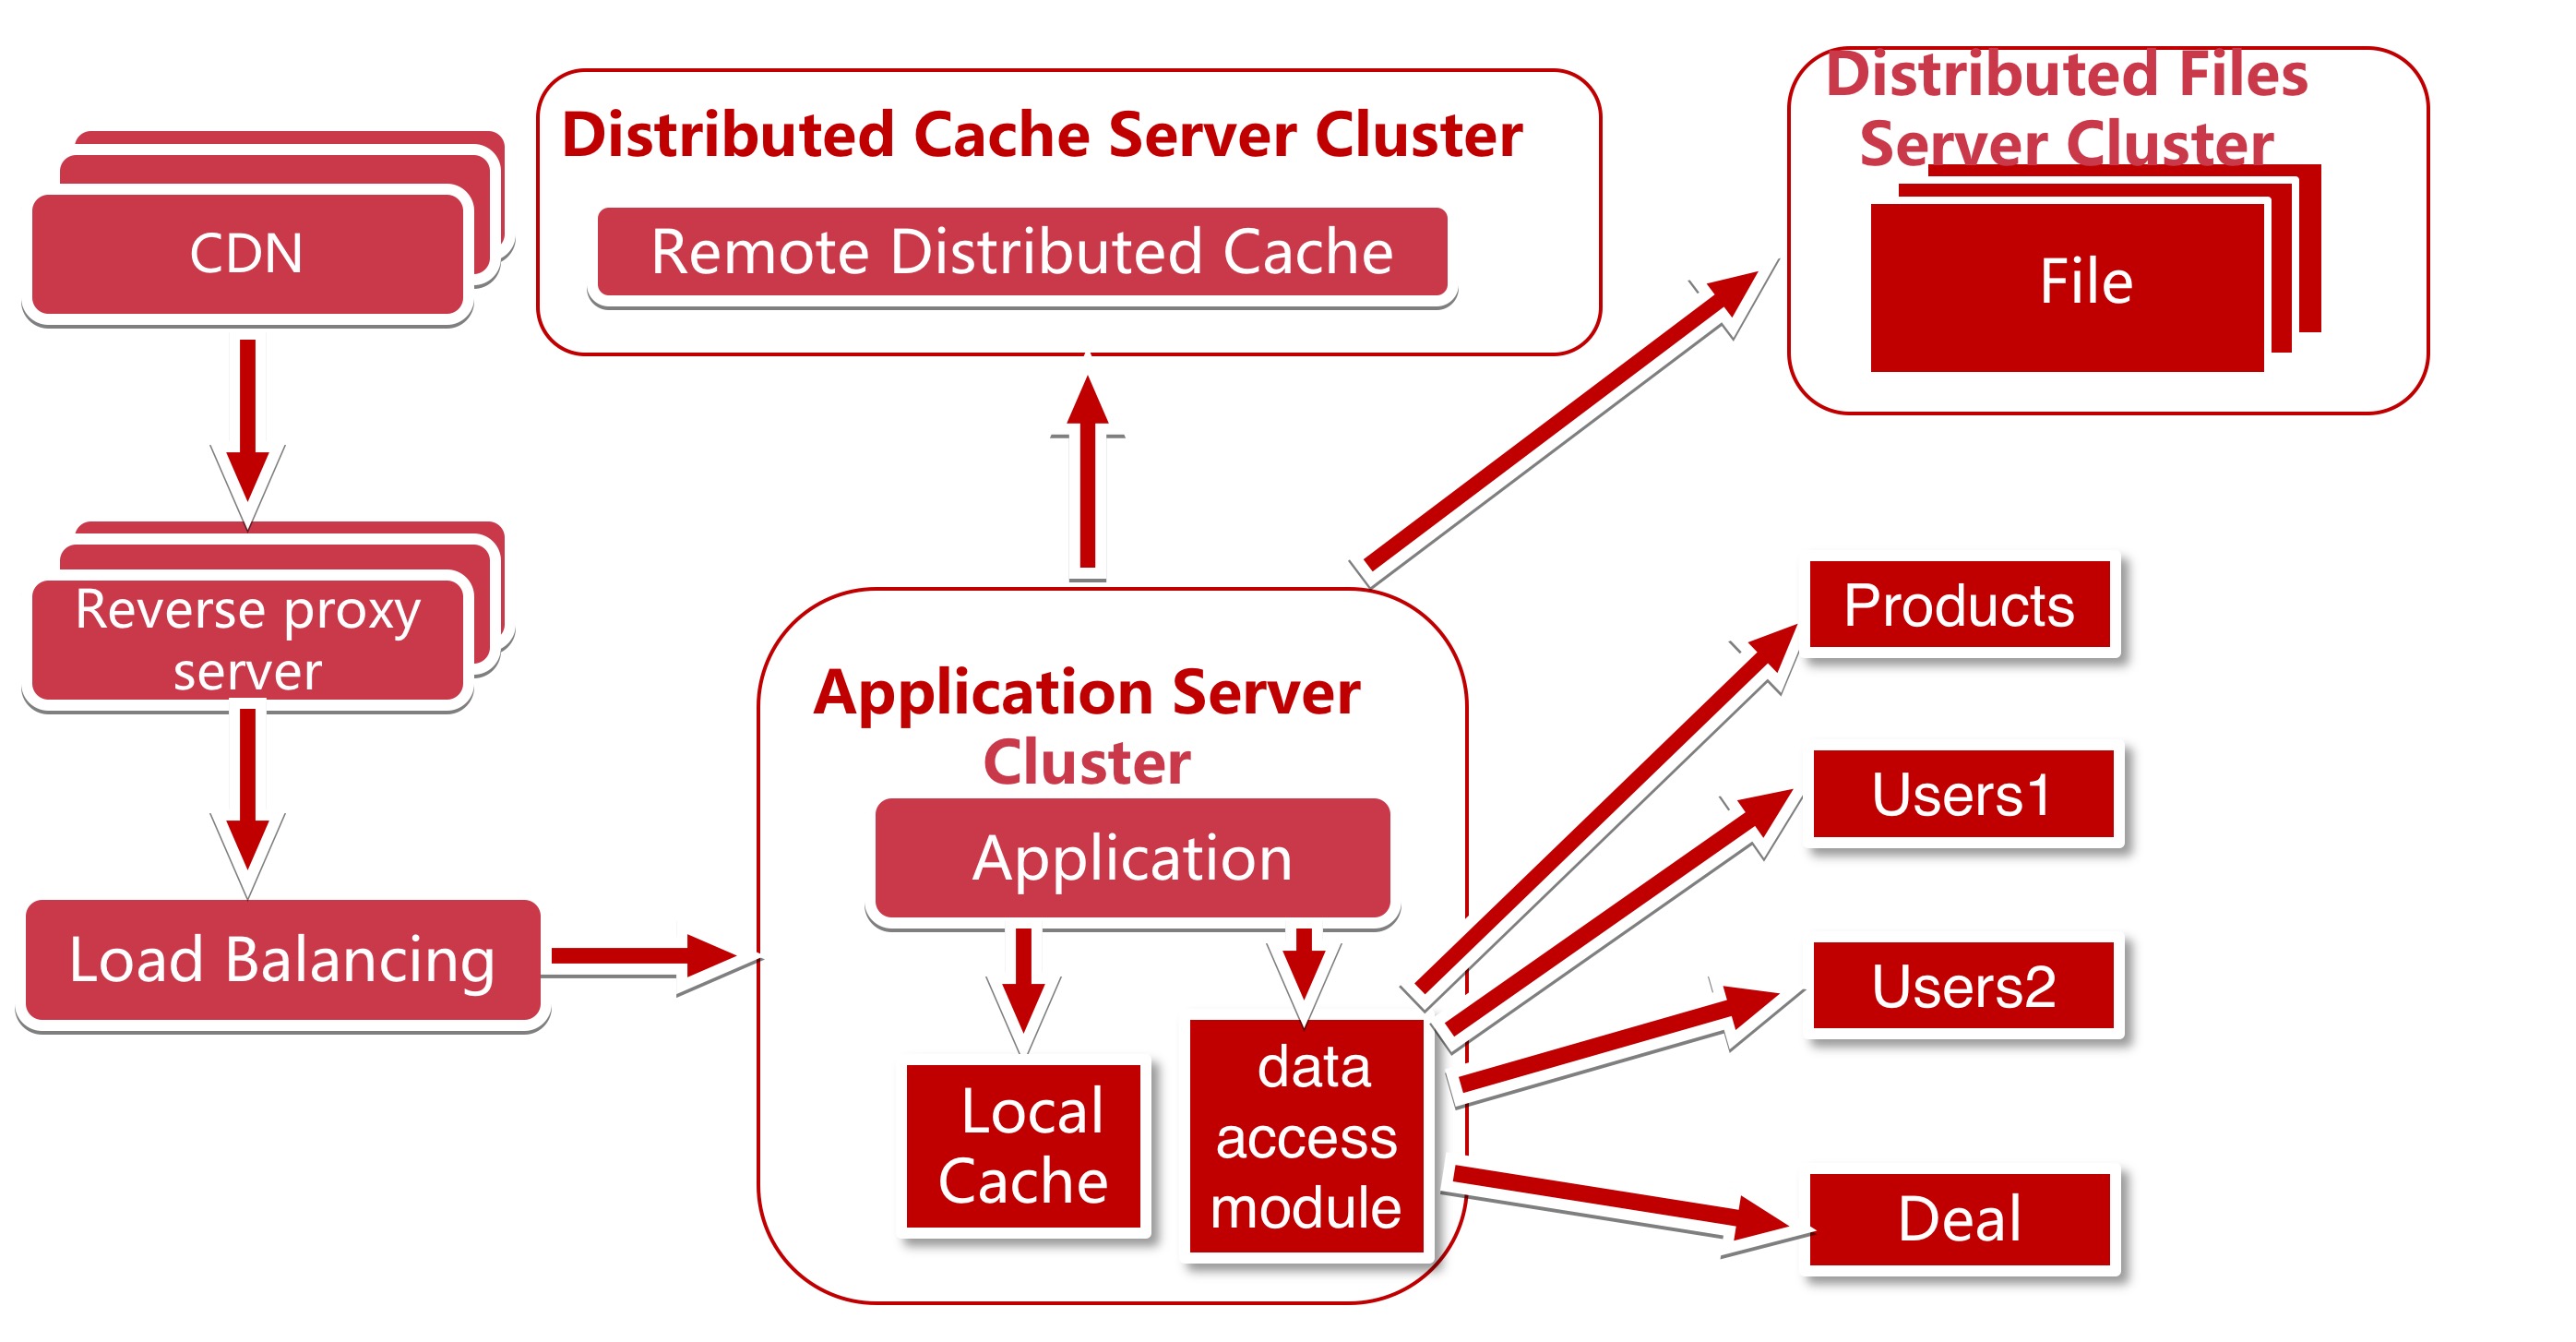 CDN
Reverse proxy
server
Load Balancing
Distributed Cache Server Cluster
Remote Distributed Cache
Distributed Files
Server Cluster
File
Application Server
Cluster
Application
Local
Cache
data
access
module
Products
Users1
Users2
Deal